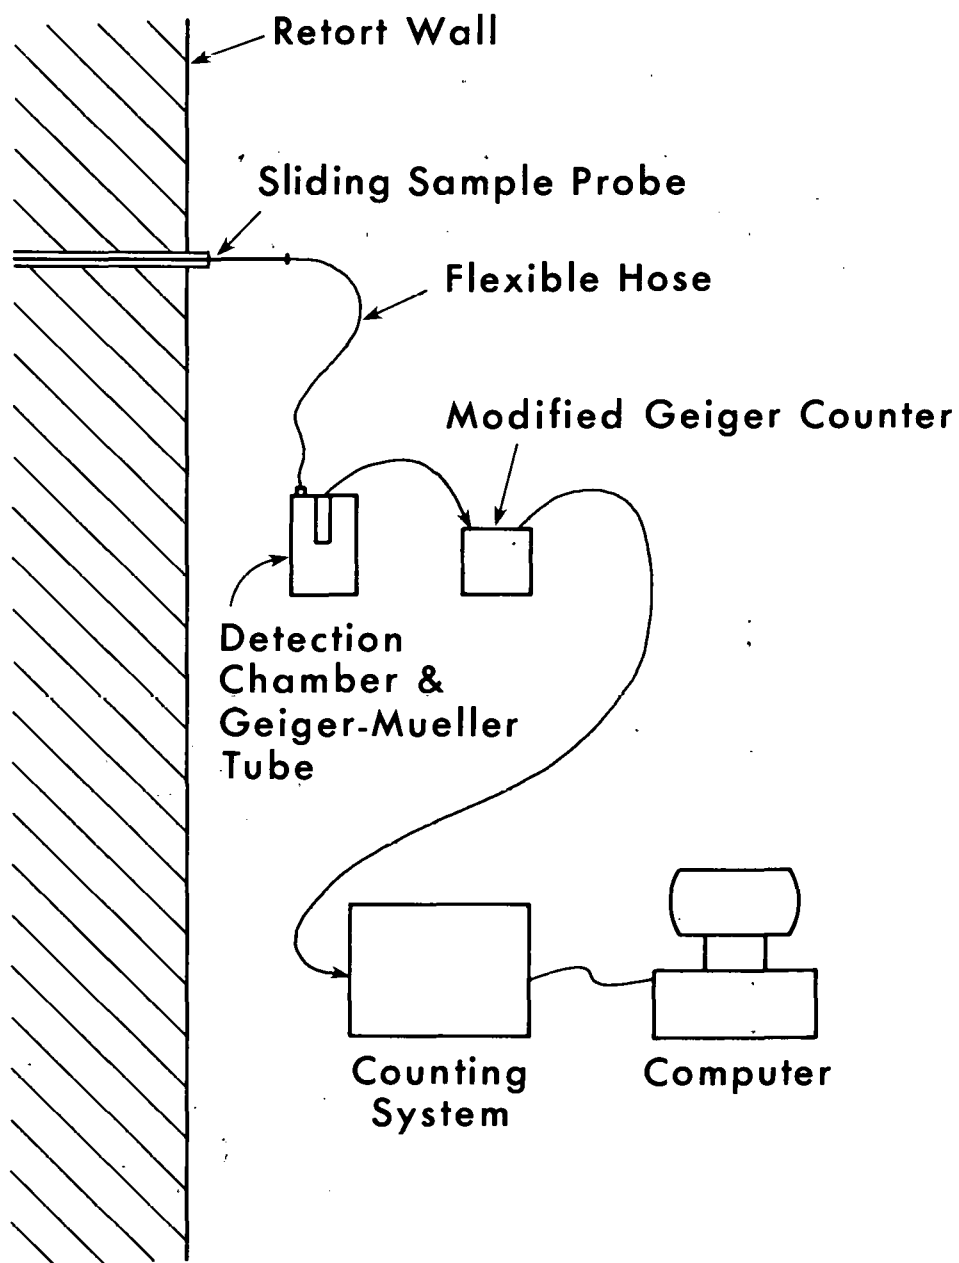 Retort Wall
Sliding Sample Probe
Flexible Hose
Modified Geiger Counter
Detection
Chamber &
Geiger-Mueller
Tube
Counting
System
Computer